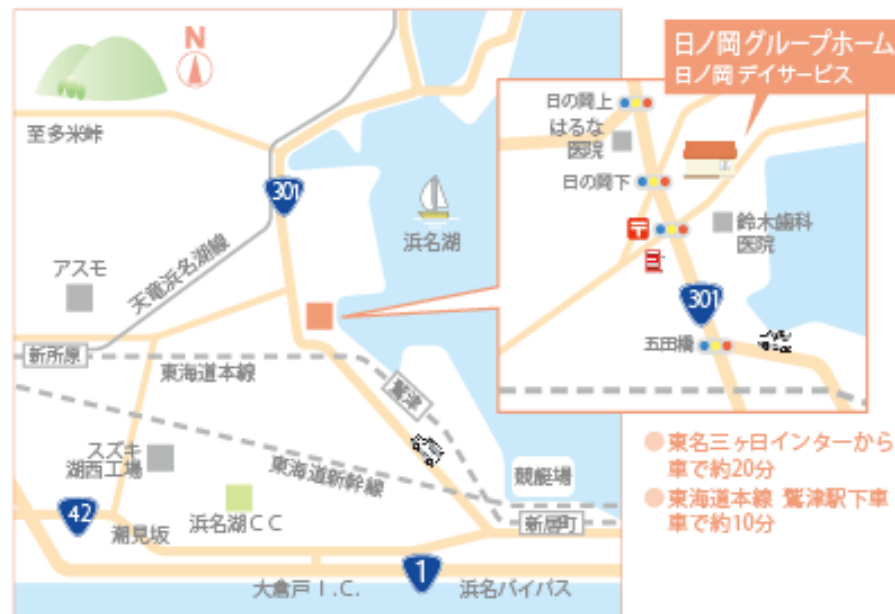 N
日ノ岡 グループホーム
日ノ岡 デイサービス
至多米峠
301
浜名湖
アスモ
天竜浜名湖線
新所原
東海道本線
鷲津
スズキ
湖西工場
東海道新幹線
競艇場
42
潮見坂
浜名湖CC
新居町
大倉戸I.C.
1
浜名バイパス
日の岡上
はるな
医院
日の岡下
〒
鈴木歯科
医院
301
五田橋
●東名三ヶ日インターから
車で約20分
●東海道本線 鷲津駅下車
車で約10分